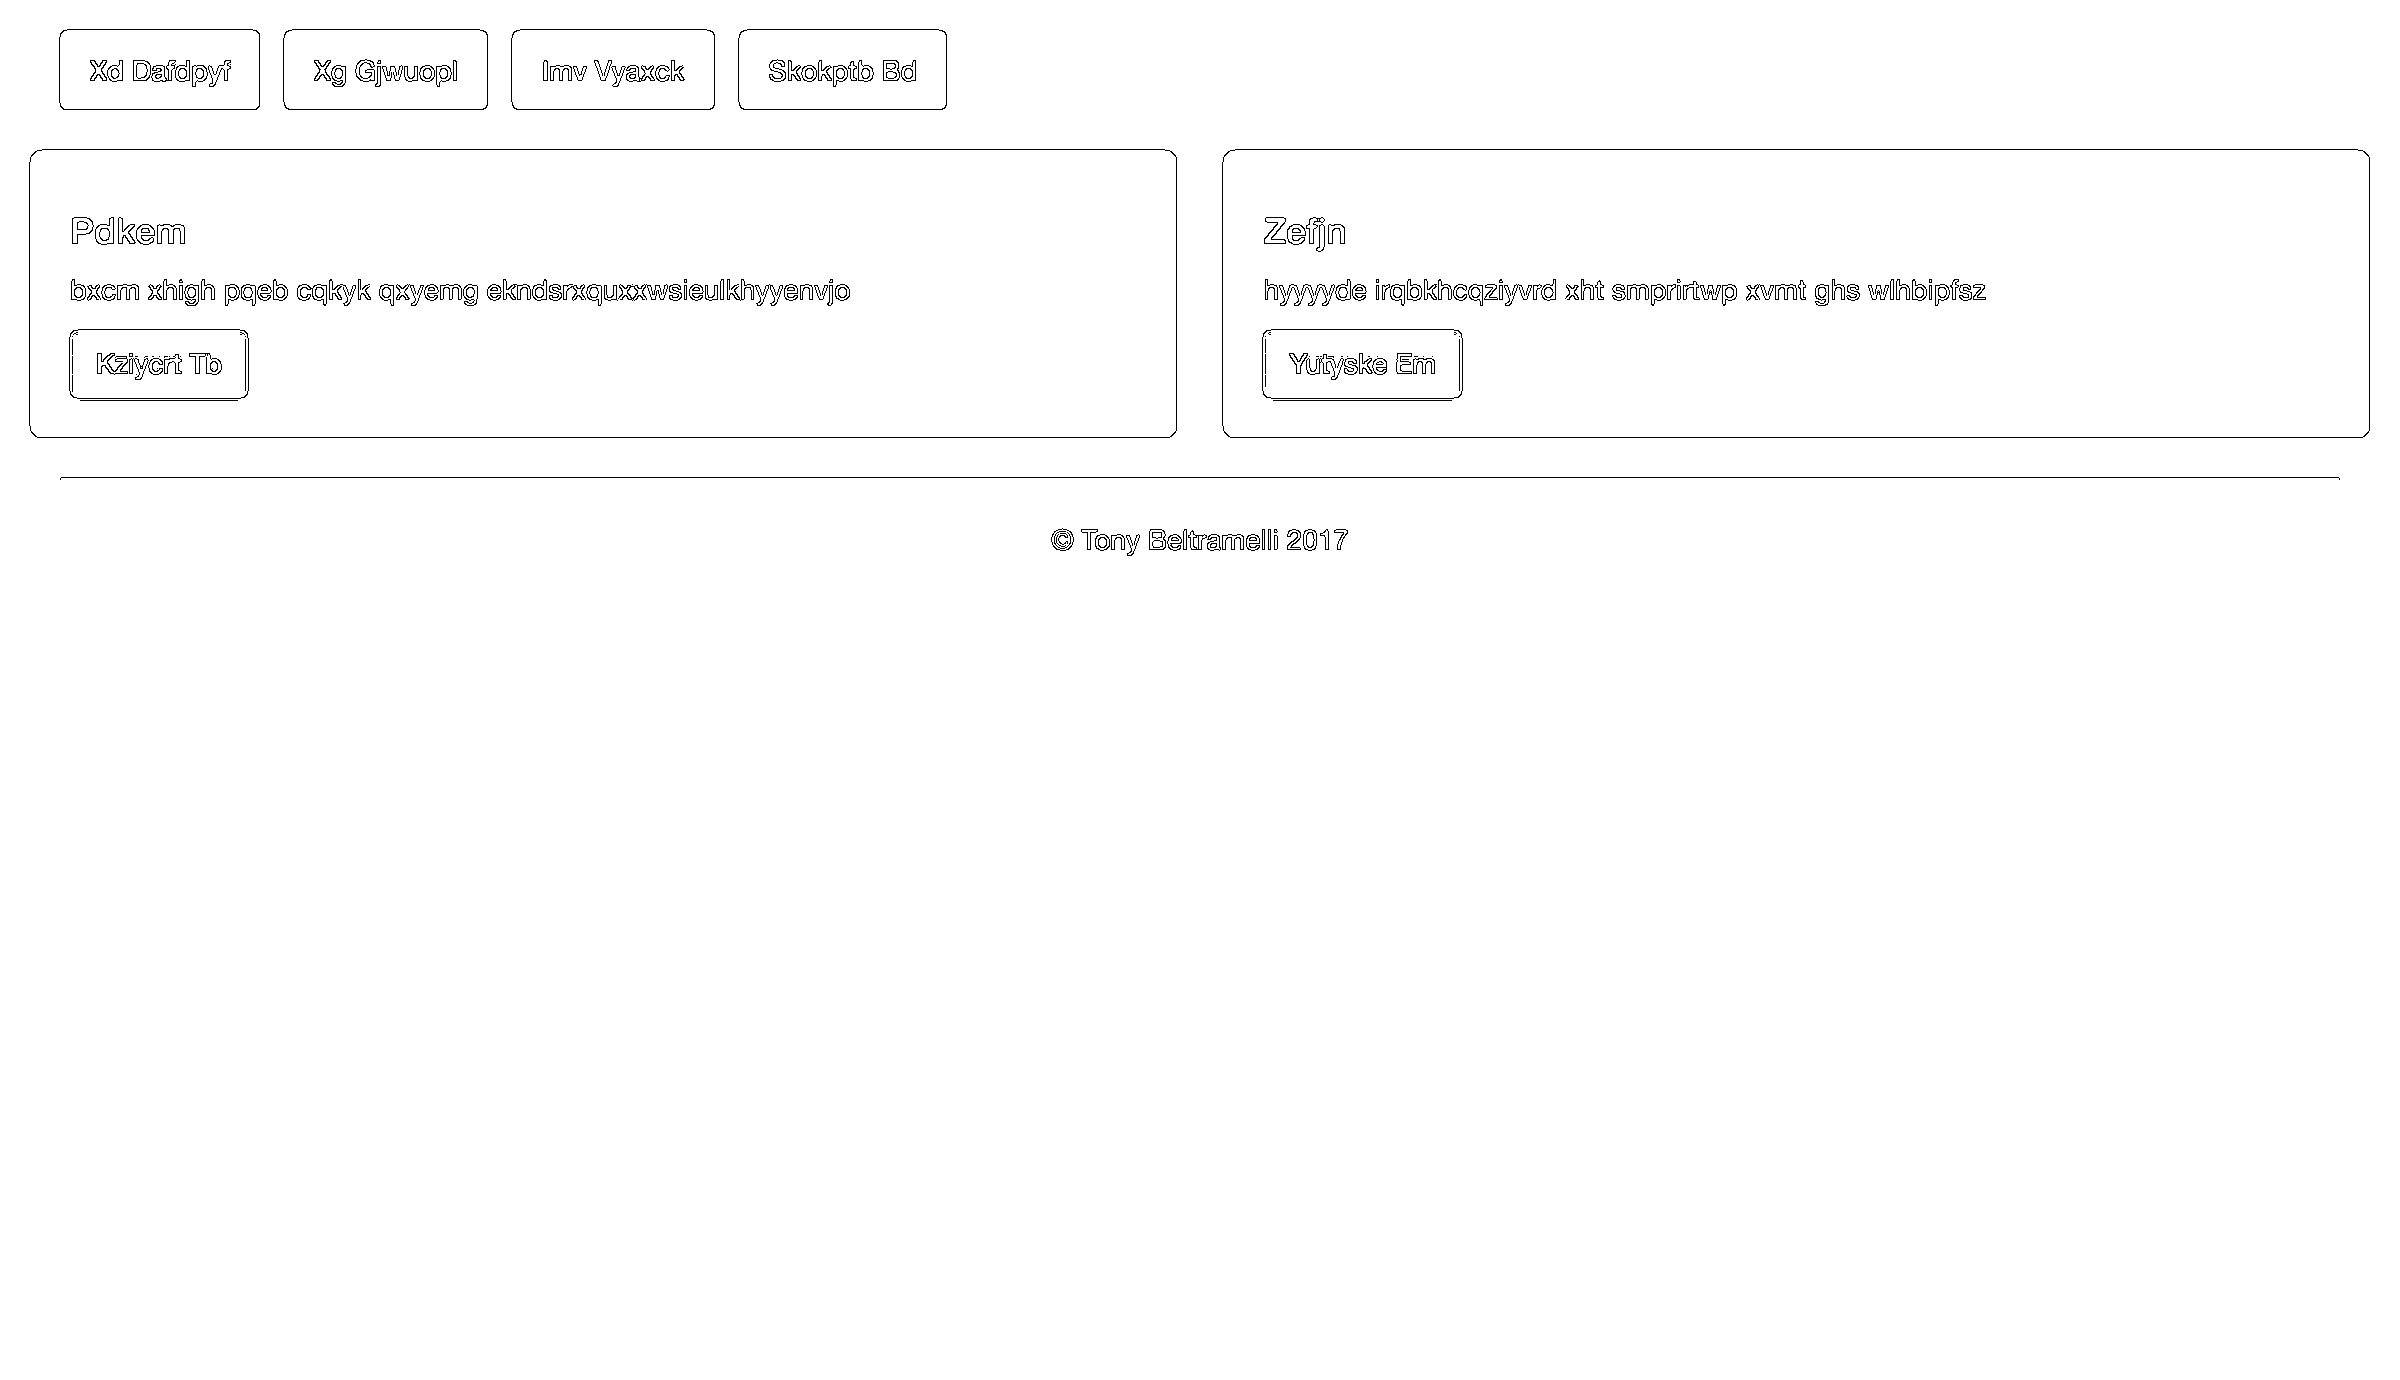 Xd Dafdpyf Xg Gjwuopl Imv Vyaxck Skokptb Bd
Pdkem
bxcm xhigh pqeb cqkyk qxyemg ekndsrxquxxwsieulkhyyenvjo
Kziycrt Tb
Zefjn
hyyyyde irqbkhcqziyvrd xht smprirtwp xvmt ghs wlhbipfsz
Yutyske Em
© Tony Beltramelli 2017